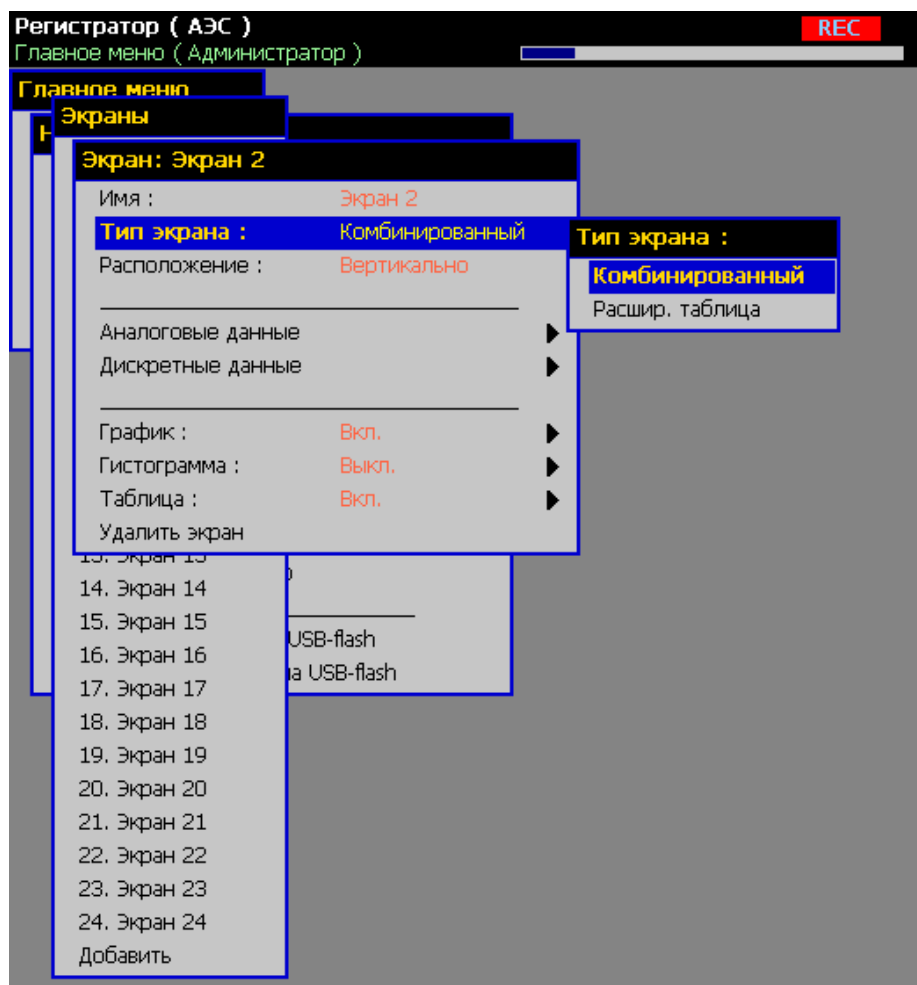 Регистратор ( АЭС )
REC
Главное меню ( Администратор )
Главное меню
Экраны
Экран: Экран 2
Имя : Экран 2
Тип экрана : Комбинированный
Тип экрана :
Комбинированный
Расположение : Вертикально
Расшир. таблица
Аналоговые данные
Дискретные данные
График : Вкл.
Гистограмма : Выкл.
Таблица : Вкл.
Удалить экран
13. Экран 13
14. Экран 14
15. Экран 15
USB-flash
16. Экран 16
USB-flash
17. Экран 17
18. Экран 18
19. Экран 19
20. Экран 20
21. Экран 21
22. Экран 22
23. Экран 23
24. Экран 24
Добавить